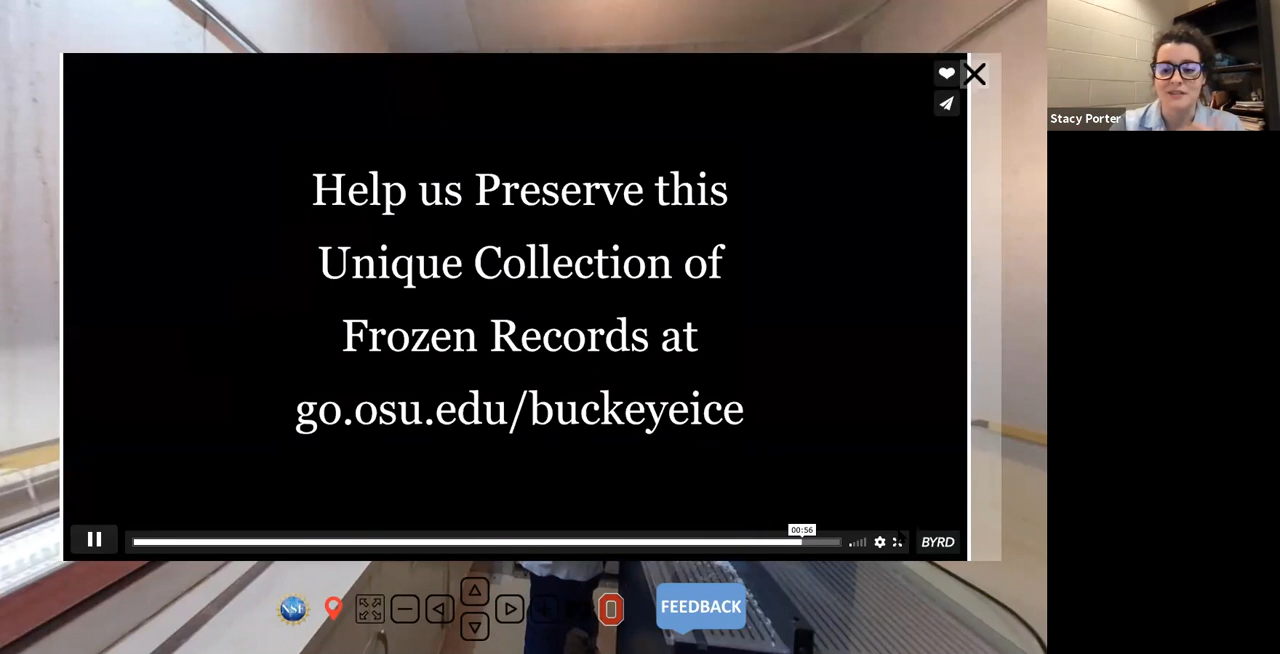 Help us Preserve this
Unique Collection of
Frozen Records at
go.osu.edu/buckeyeice
Stacy Porter
00:56
BYRD
NSF
FEEDBACK